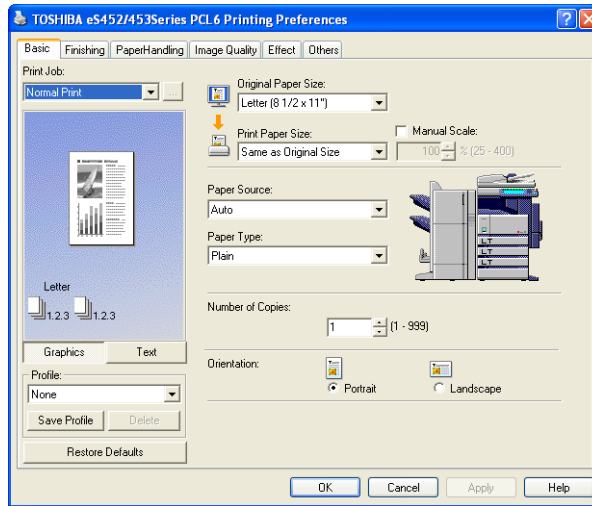 TOSHIBA eS452/453Series PCL6 Printing Preferences
Basic Finishing PaperHandling Image Quality Effect Others
Print Job:
Normal Print
...
Letter
1.2.3 1.2.3
Graphics Text
Profile:
None
Save Profile Delete
Restore Defaults
Original Paper Size:
Letter (8 1/2 x 11")
Print Paper Size:
Same as Original Size
Manual Scale:
100 % (25 - 400)
Paper Source:
Auto
Paper Type:
Plain
LT
LT
LT
Number of Copies:
1 (1 - 999)
Orientation:
Portrait Landscape
OK Cancel Apply Help